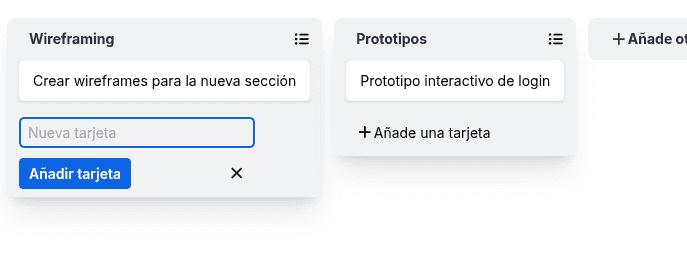 Wireframing
Crear wireframes para la nueva sección
Nueva tarjeta
Añadir tarjeta
Prototipos
Prototipo interactivo de login
Añade una tarjeta
Añade